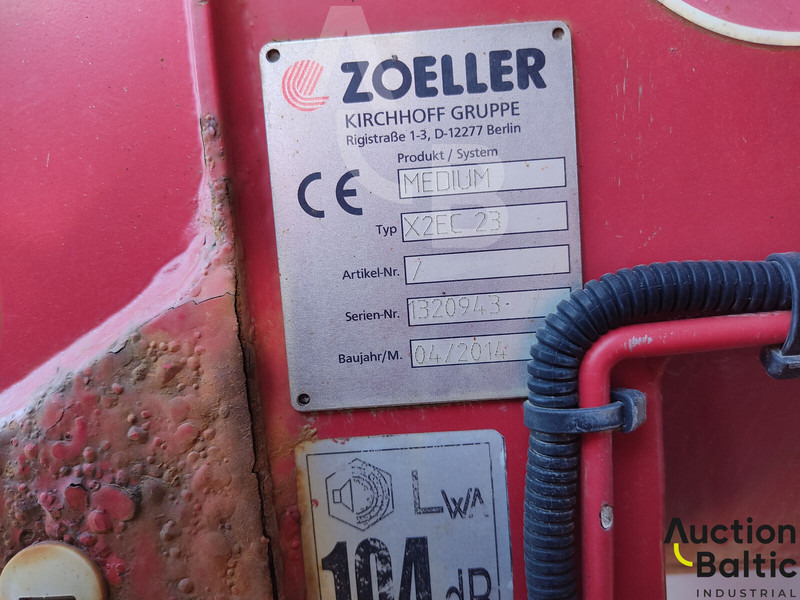 ZOELLER
KIRCHHOFF GRUPPE
Rigistraße 1-3, D-12277 Berlin
Produkt / System
CE MEDIUM
Typ X2EC 23
Artikel-Nr. /
Serien-Nr. 1320943-
Baujahr/M. 04/2014
LWA
104 dB
Auction
Baltic
INDUSTRIAL